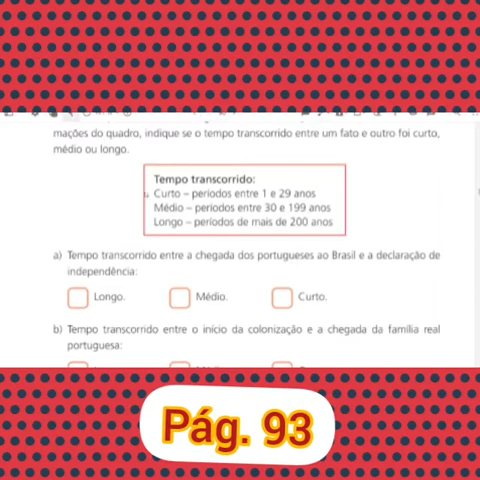 mações do quadro, indique se o tempo transcorrido entre um fato e outro foi curto,
médio ou longo.
Tempo transcorrido:
Curto – períodos entre 1 e 29 anos
Médio – períodos entre 30 e 199 anos
Longo – períodos de mais de 200 anos
a) Tempo transcorrido entre a chegada dos portugueses ao Brasil e a declaração de
independência:
Longo. Médio. Curto.
b) Tempo transcorrido entre o início da colonização e a chegada da família real
portuguesa:
Pág. 93